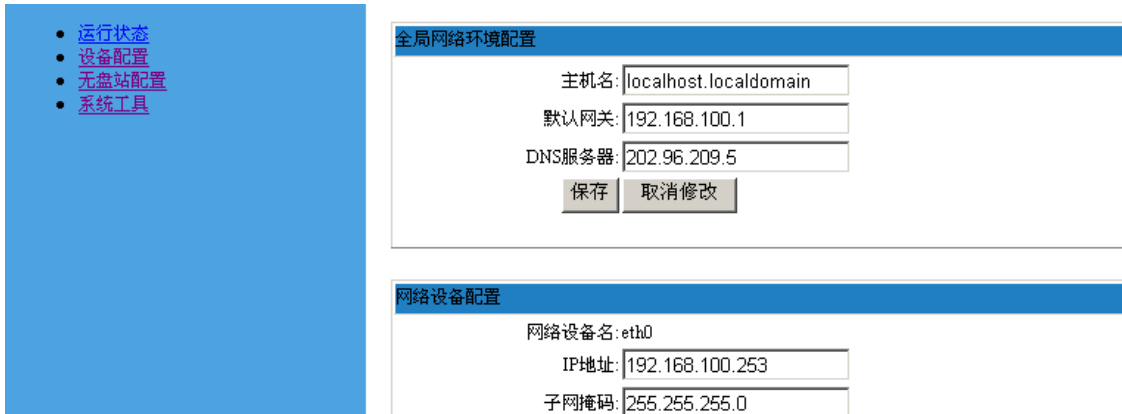 运行状态
设备配置
无盘站配置
系统工具
全局网络环境配置
主机名: localhost.localdomain
默认网关: 192.168.100.1
DNS服务器: 202.96.209.5
保存 取消修改
网络设备配置
网络设备名: eth0
IP地址: 192.168.100.253
子网掩码: 255.255.255.0